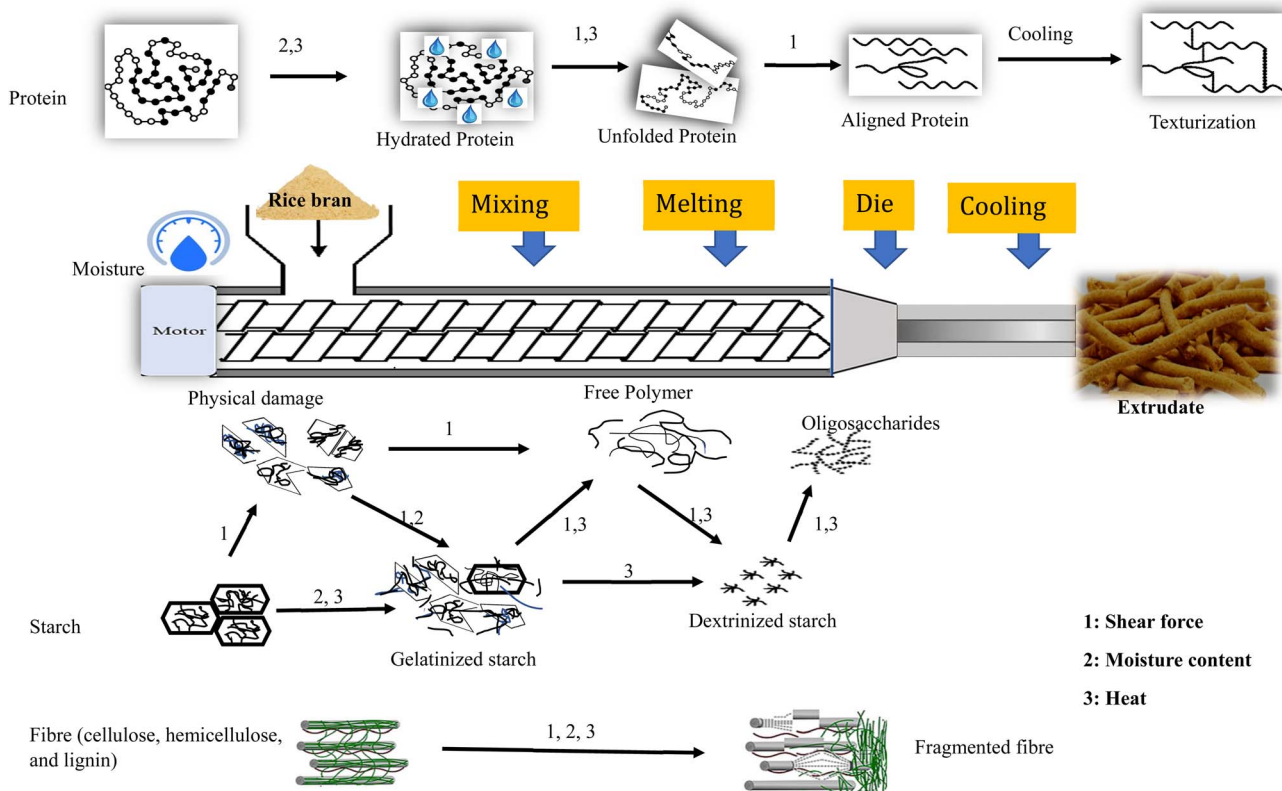 2,3
1,3
1
Cooling
Protein
Hydrated Protein
Unfolded Protein
Aligned Protein
Texturization
Rice bran
Mixing
Melting
Die
Cooling
Moisture
Motor
Physical damage
Free Polymer
Extrudate
Oligosaccharides
1
1
1,2
1,3
1,3
1,3
2, 3
3
Dextrinized starch
Starch
Gelatinized starch
1: Shear force
2: Moisture content
3: Heat
Fibre (cellulose, hemicellulose,
and lignin)
1, 2, 3
Fragmented fibre